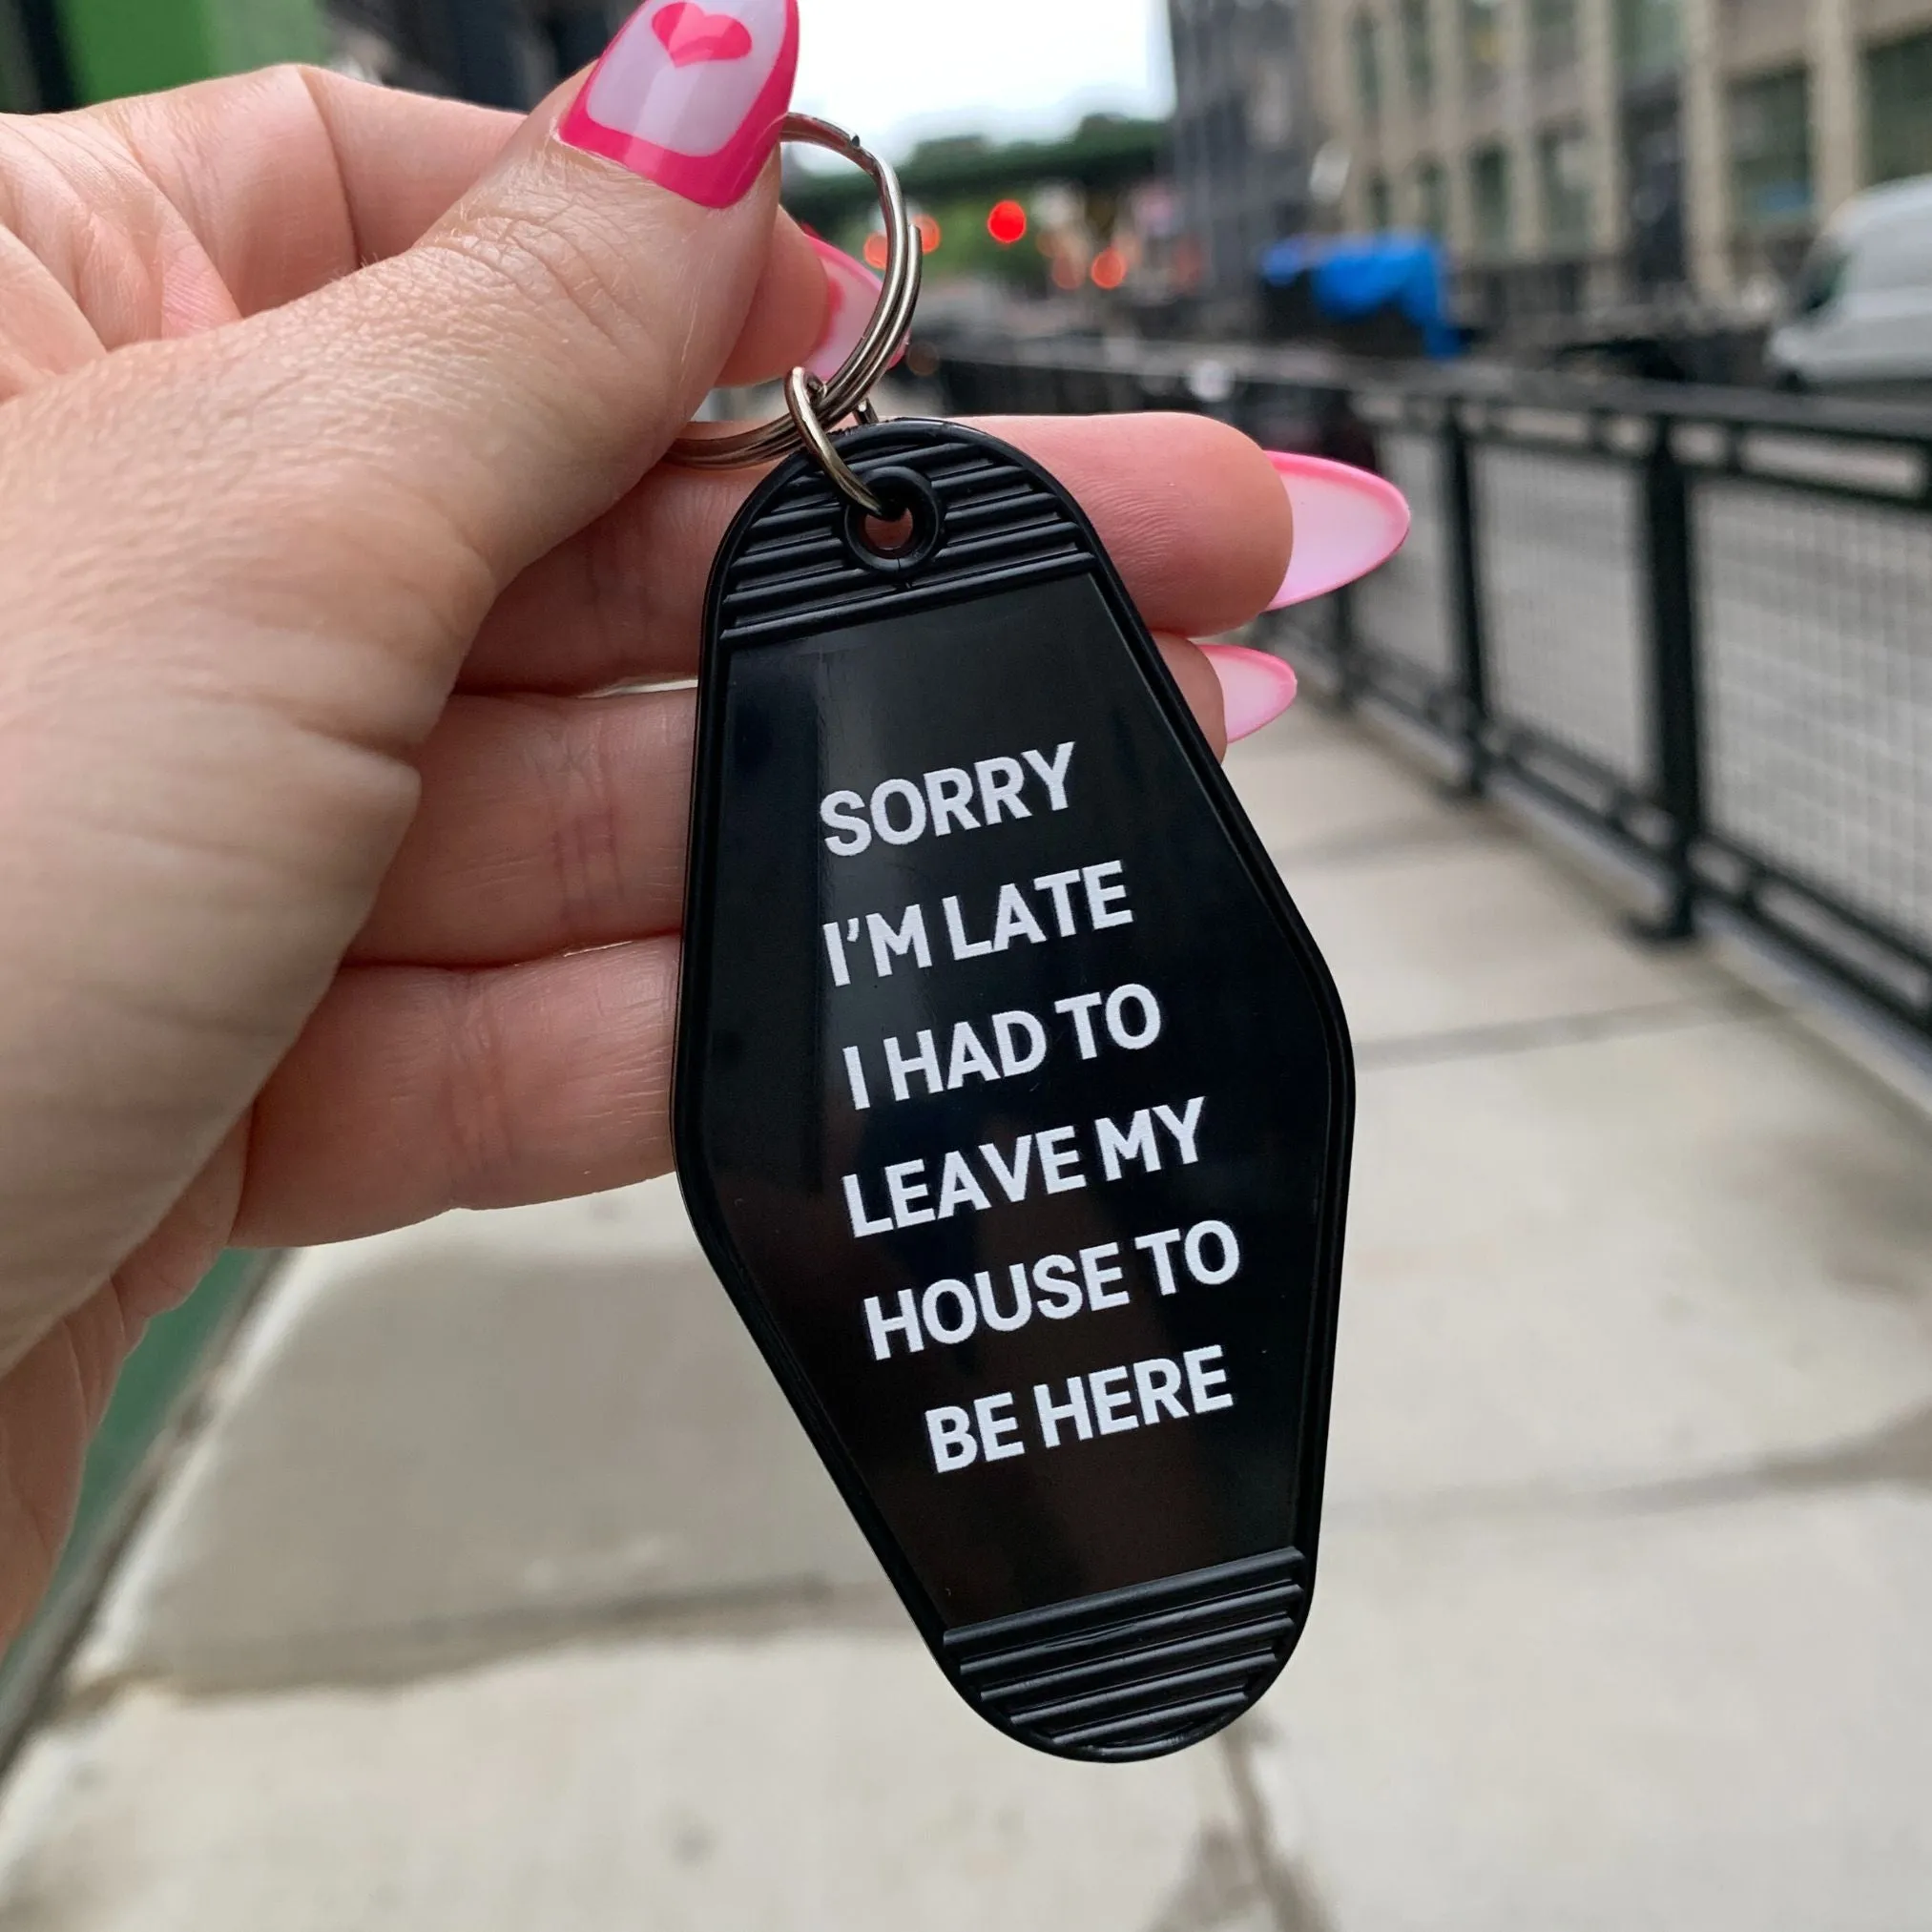 SORRY
I'M LATE
I HAD TO
LEAVE MY
HOUSE TO
BE HERE